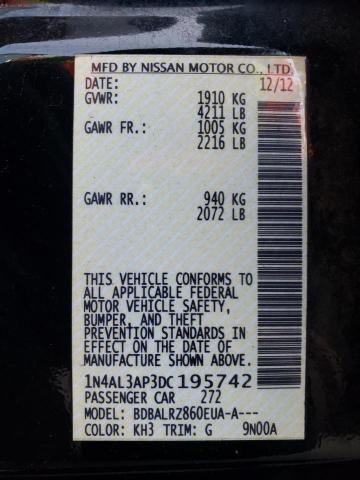 MFD BY NISSAN MOTOR CO., LTD.
DATE: 12/12
GVWR: 1910 KG
4211 LB
GAWR FR.: 1005 KG
2216 LB
GAWR RR.: 940 KG
2072 LB
THIS VEHICLE CONFORMS TO
ALL APPLICABLE FEDERAL
MOTOR VEHICLE SAFETY,
BUMPER, AND THEFT
PREVENTION STANDARDS IN
EFFECT ON THE DATE OF
MANUFACTURE SHOWN ABOVE.
1N4AL3AP3DC195742
PASSENGER CAR 272
MODEL: BDBALRZ860EUA-A---
COLOR: KH3 TRIM: G 9N00A